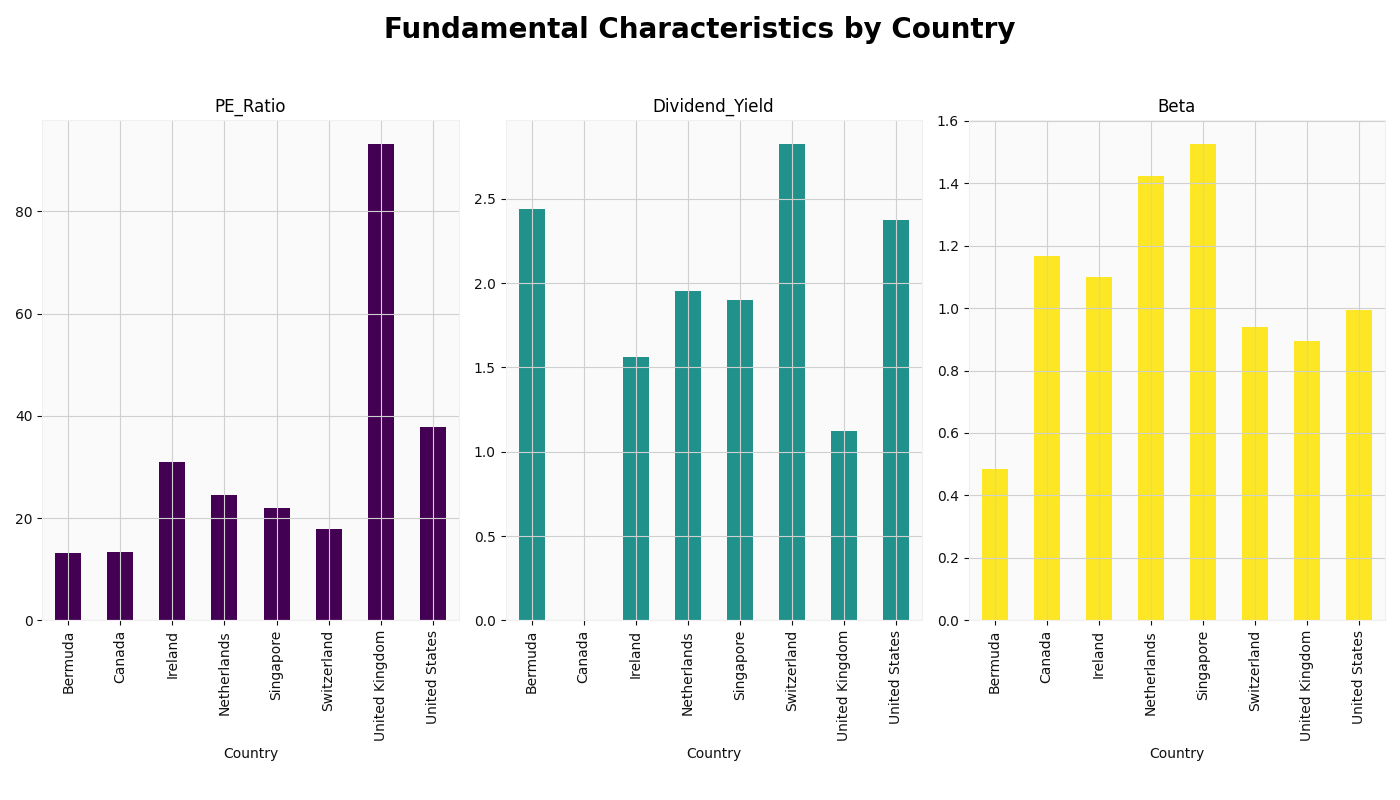 Fundamental Characteristics by Country
PE_Ratio
80
60
40
20
0
Bermuda
Canada
Ireland
Netherlands
Singapore
Switzerland
United Kingdom
United States
Country
Dividend_Yield
2.5
2.0
1.5
1.0
0.5
0.0
Bermuda
Canada
Ireland
Netherlands
Singapore
Switzerland
United Kingdom
United States
Country
Beta
1.6
1.4
1.2
1.0
0.8
0.6
0.4
0.2
0.0
Bermuda
Canada
Ireland
Netherlands
Singapore
Switzerland
United Kingdom
United States
Country